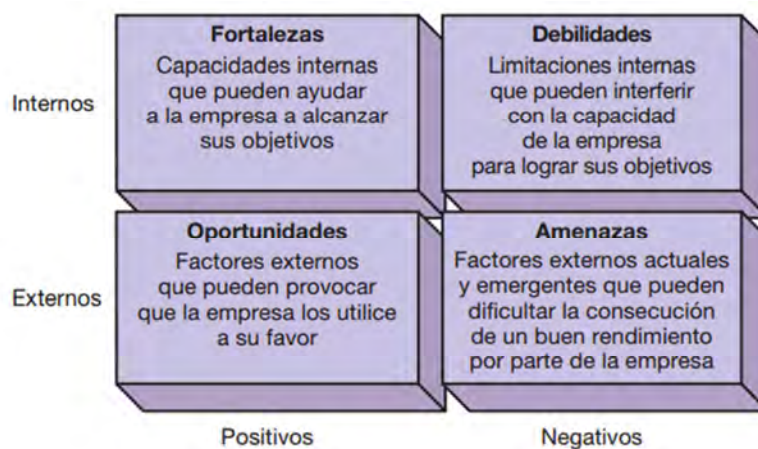 Fortalezas
Capacidades internas
que pueden ayudar
a la empresa a alcanzar
sus objetivos
Debilidades
Limitaciones internas
que pueden interferir
con la capacidad
de la empresa
para lograr sus objetivos
Internos
Oportunidades
Factores externos
que pueden provocar
que la empresa los utilice
a su favor
Amenazas
Factores externos actuales
y emergentes que pueden
dificultar la consecución
de un buen rendimiento
por parte de la empresa
Externos
Positivos
Negativos